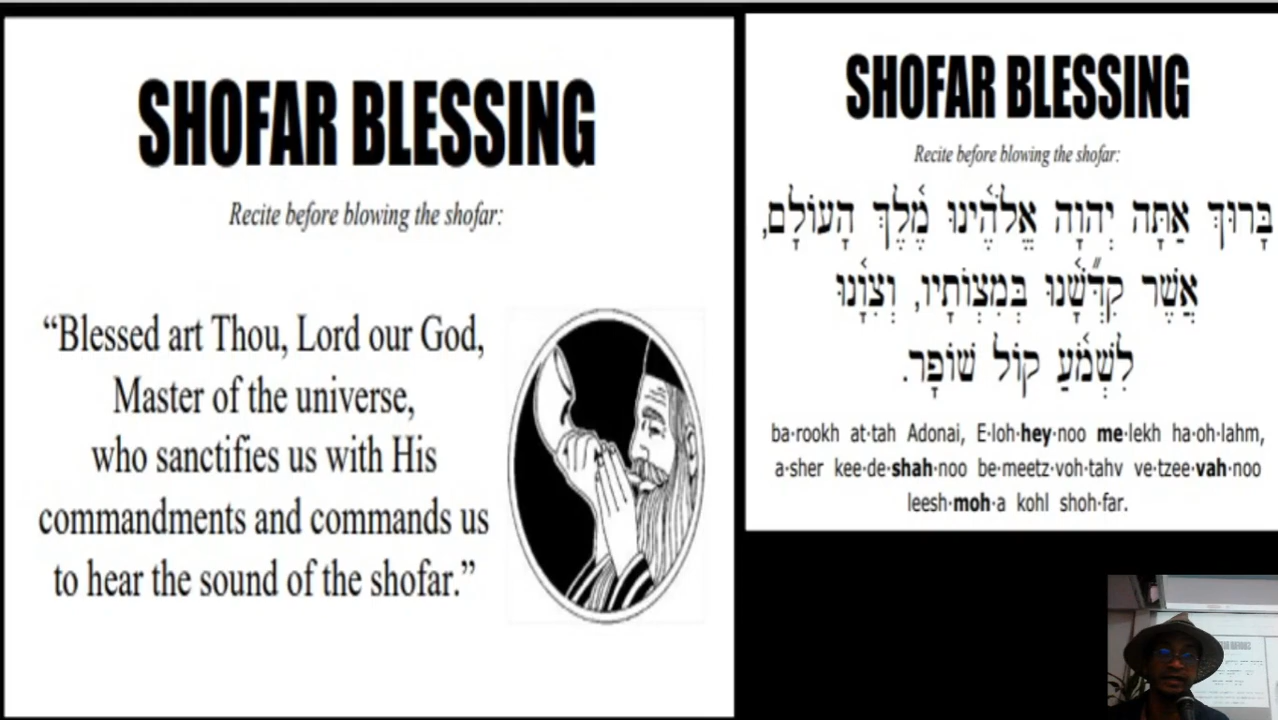 SHOFAR BLESSING
Recite before blowing the shofar:
“Blessed art Thou, Lord our God,
Master of the universe,
who sanctifies us with His
commandments and commands us
to hear the sound of the shofar.”
SHOFAR BLESSING
Recite before blowing the shofar:
בָּרוּךְ אַתָּה יְהוָה אֱלֹהֵ֫ינוּ מֶ֫לֶךְ הָעוֹלָם,
אֲשֶׁר קִדְּשָׁ֫נוּ בְּמִצְוֹתָיו, וְצִוָּ֫נוּ
לִשְׁמֹ֫עַ קוֹל שׁוֹפָר.
ba·rookh at·tah Adonai, E·loh·hey·noo me·lekh ha·oh·lahm,
a·sher kee·de·shah·noo be·meetz·voh·tahv ve·tzee·vah·noo
leesh·moh·a kohl shoh·far.